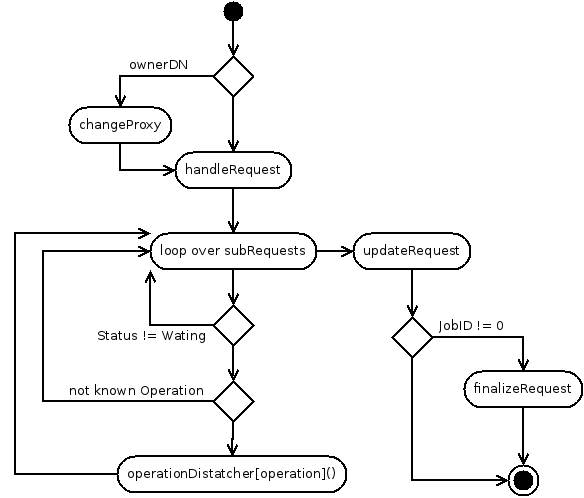 ownerDN
changeProxy
handleRequest
loop over subRequests
updateRequest
Status != Wating
JobID != 0
not known Operation
finalizeRequest
operationDistatcher[operation]()